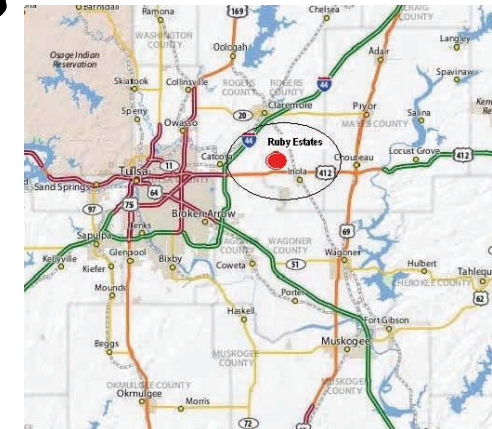 Barnsdall
Ramona
169
Chelsea
CRAIG
COUNTY
WASHINGTON
COUNTY
Oologah
Langley
Osage Indian
Reservation
Adair
44
Skiatook
Collinsville
ROGERS
COUNTY
ROGERS
COUNTY
Spavinaw
Claremore
Pryor
Sperry
20
MAYES COUNTY
Salina
Owasso
44
Ruby Estates
11
Catoosa
Chouteau
Locust Grove
412
Tulsa
Inola
412
Sand Springs
64
97
75
Broken Arrow
69
Sapulpa
Jenks
WAGONER
COUNTY
Kellyville
Glenpool
Bixby
Coweta
51
Wagoner
Hulbert
Kiefer
Tahlequ
CHEROKEE COUNTY
Mounds
Porter
62
Haskell
Fort Gibson
Beggs
Muskogee
MUSKOGEE
COUNTY
MUSKOGEE
COUNTY
OKMULGEE COUNTY
Okmulgee
Morris
72